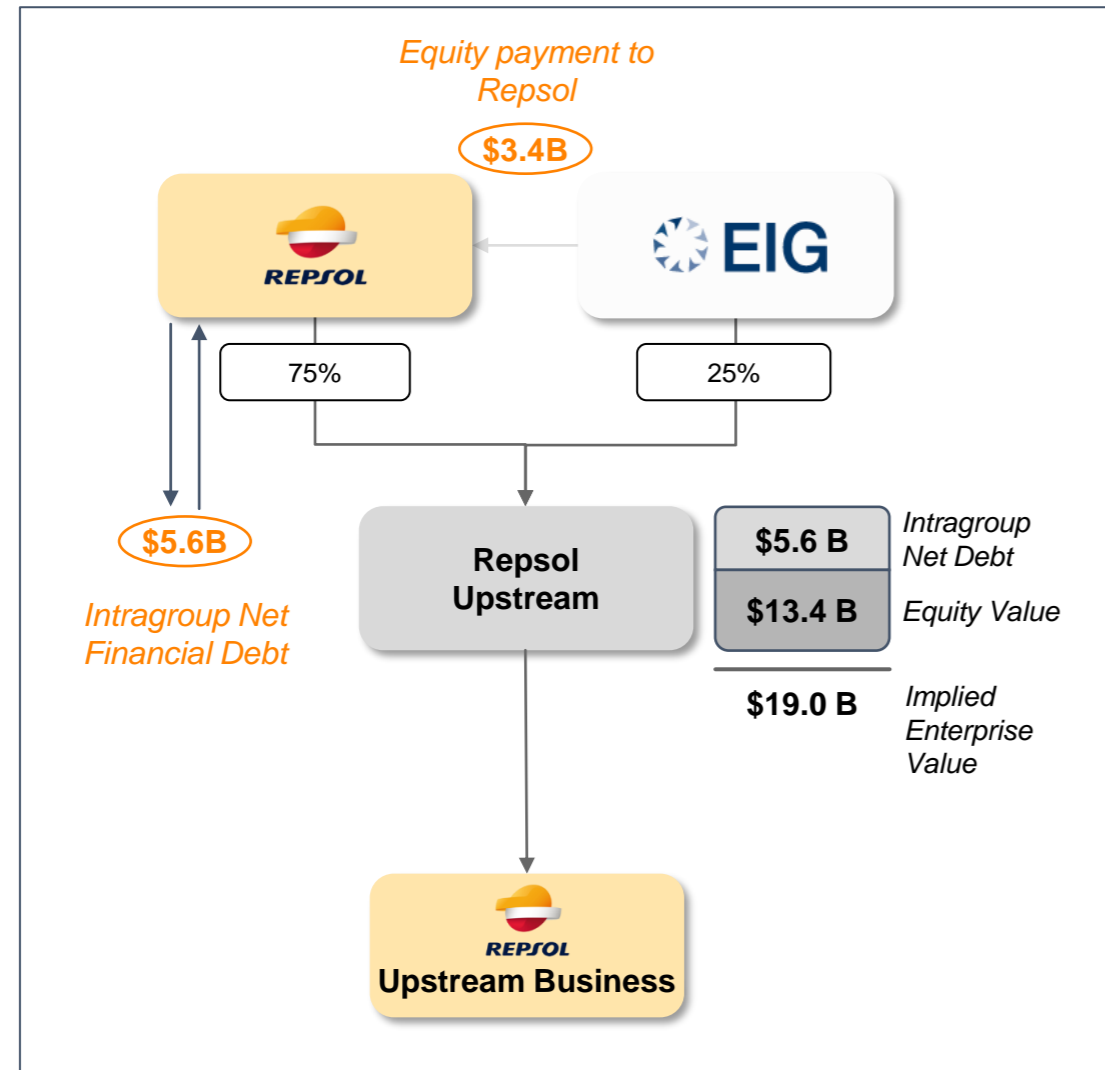 Equity payment to
Repsol
$3.4B
REPSOL
EIG
75%
25%
$5.6B
Intragroup Net
Financial Debt
Repsol
Upstream
$5.6 B
Intragroup
Net Debt
$13.4 B
Equity Value
$19.0 B
Implied
Enterprise
Value
REPSOL
Upstream Business